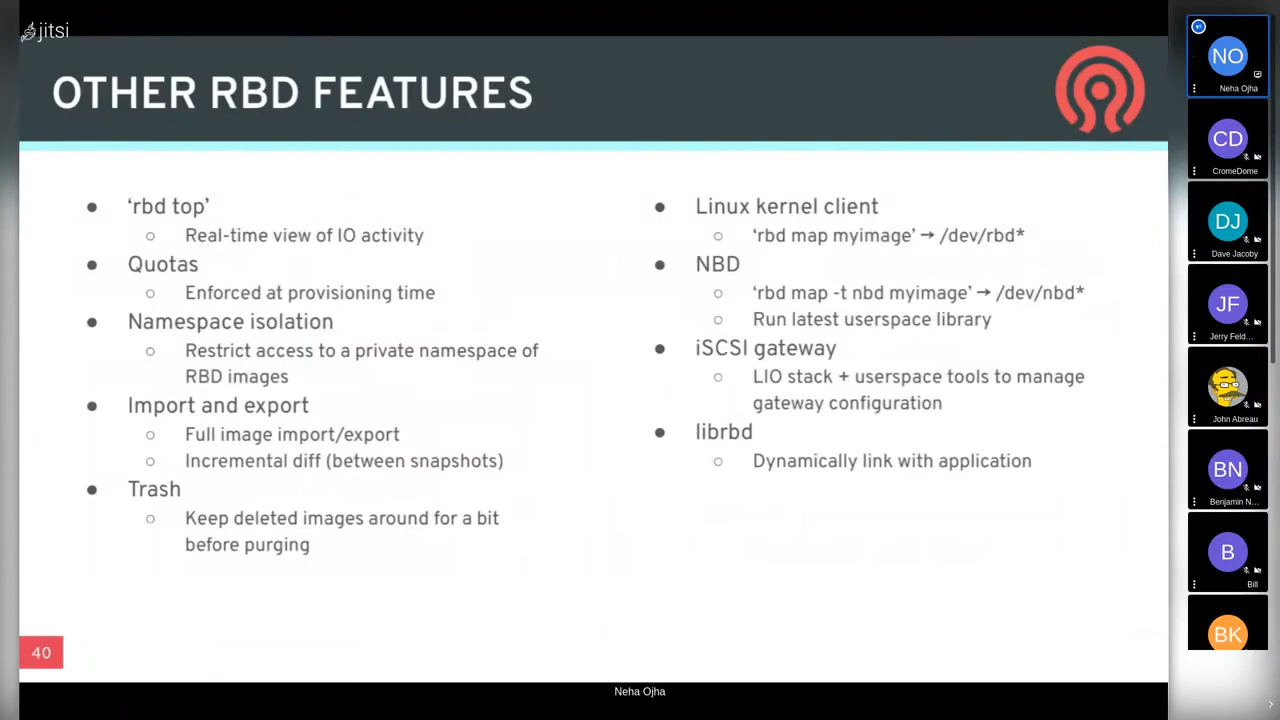 jitsi
OTHER RBD FEATURES
● ‘rbd top’
○ Real-time view of IO activity
● Quotas
○ Enforced at provisioning time
● Namespace isolation
○ Restrict access to a private namespace of
RBD images
● Import and export
○ Full image import/export
○ Incremental diff (between snapshots)
● Trash
○ Keep deleted images around for a bit
before purging
● Linux kernel client
○ ‘rbd map myimage’ → /dev/rbd*
● NBD
○ ‘rbd map -t nbd myimage’ → /dev/nbd*
○ Run latest userspace library
● iSCSI gateway
○ LIO stack + userspace tools to manage
gateway configuration
● librbd
○ Dynamically link with application
40
Neha Ojha
NO
Neha Ojha
CD
CromeDome
DJ
Dave Jacoby
JF
Jerry Feld...
John Abreau
BN
Benjamin N...
B
Bill
BK